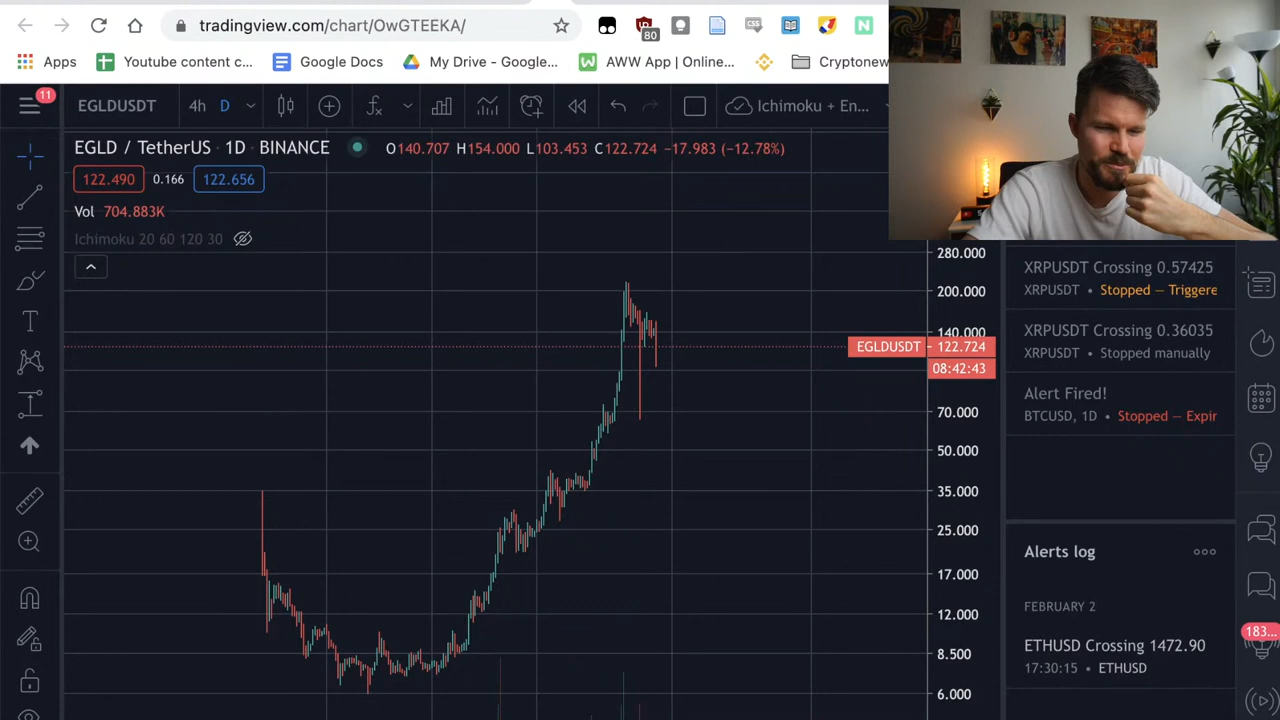 tradingview.com/chart/OwGTEEKA/
80
CSS
N
Apps
Youtube content c...
Google Docs
My Drive - Google...
AWW App | Online...
Cryptonew
11
EGLDUSDT
4h
D
Ichimoku + En...
EGLD / TetherUS · 1D · BINANCE
O140.707 H154.000 L103.453 C122.724 -17.983 (-12.78%)
122.490
0.166
122.656
Vol 704.883K
Ichimoku 20 60 120 30
280.000
200.000
140.000
EGLDUSDT
122.724
08:42:43
70.000
50.000
35.000
25.000
17.000
12.000
8.500
6.000
XRPUSDT Crossing 0.57425
XRPUSDT • Stopped — Triggere
XRPUSDT Crossing 0.36035
XRPUSDT • Stopped manually
Alert Fired!
BTCUSD, 1D • Stopped — Expir
Alerts log
FEBRUARY 2
ETHUSD Crossing 1472.90
17:30:15 • ETHUSD
183...